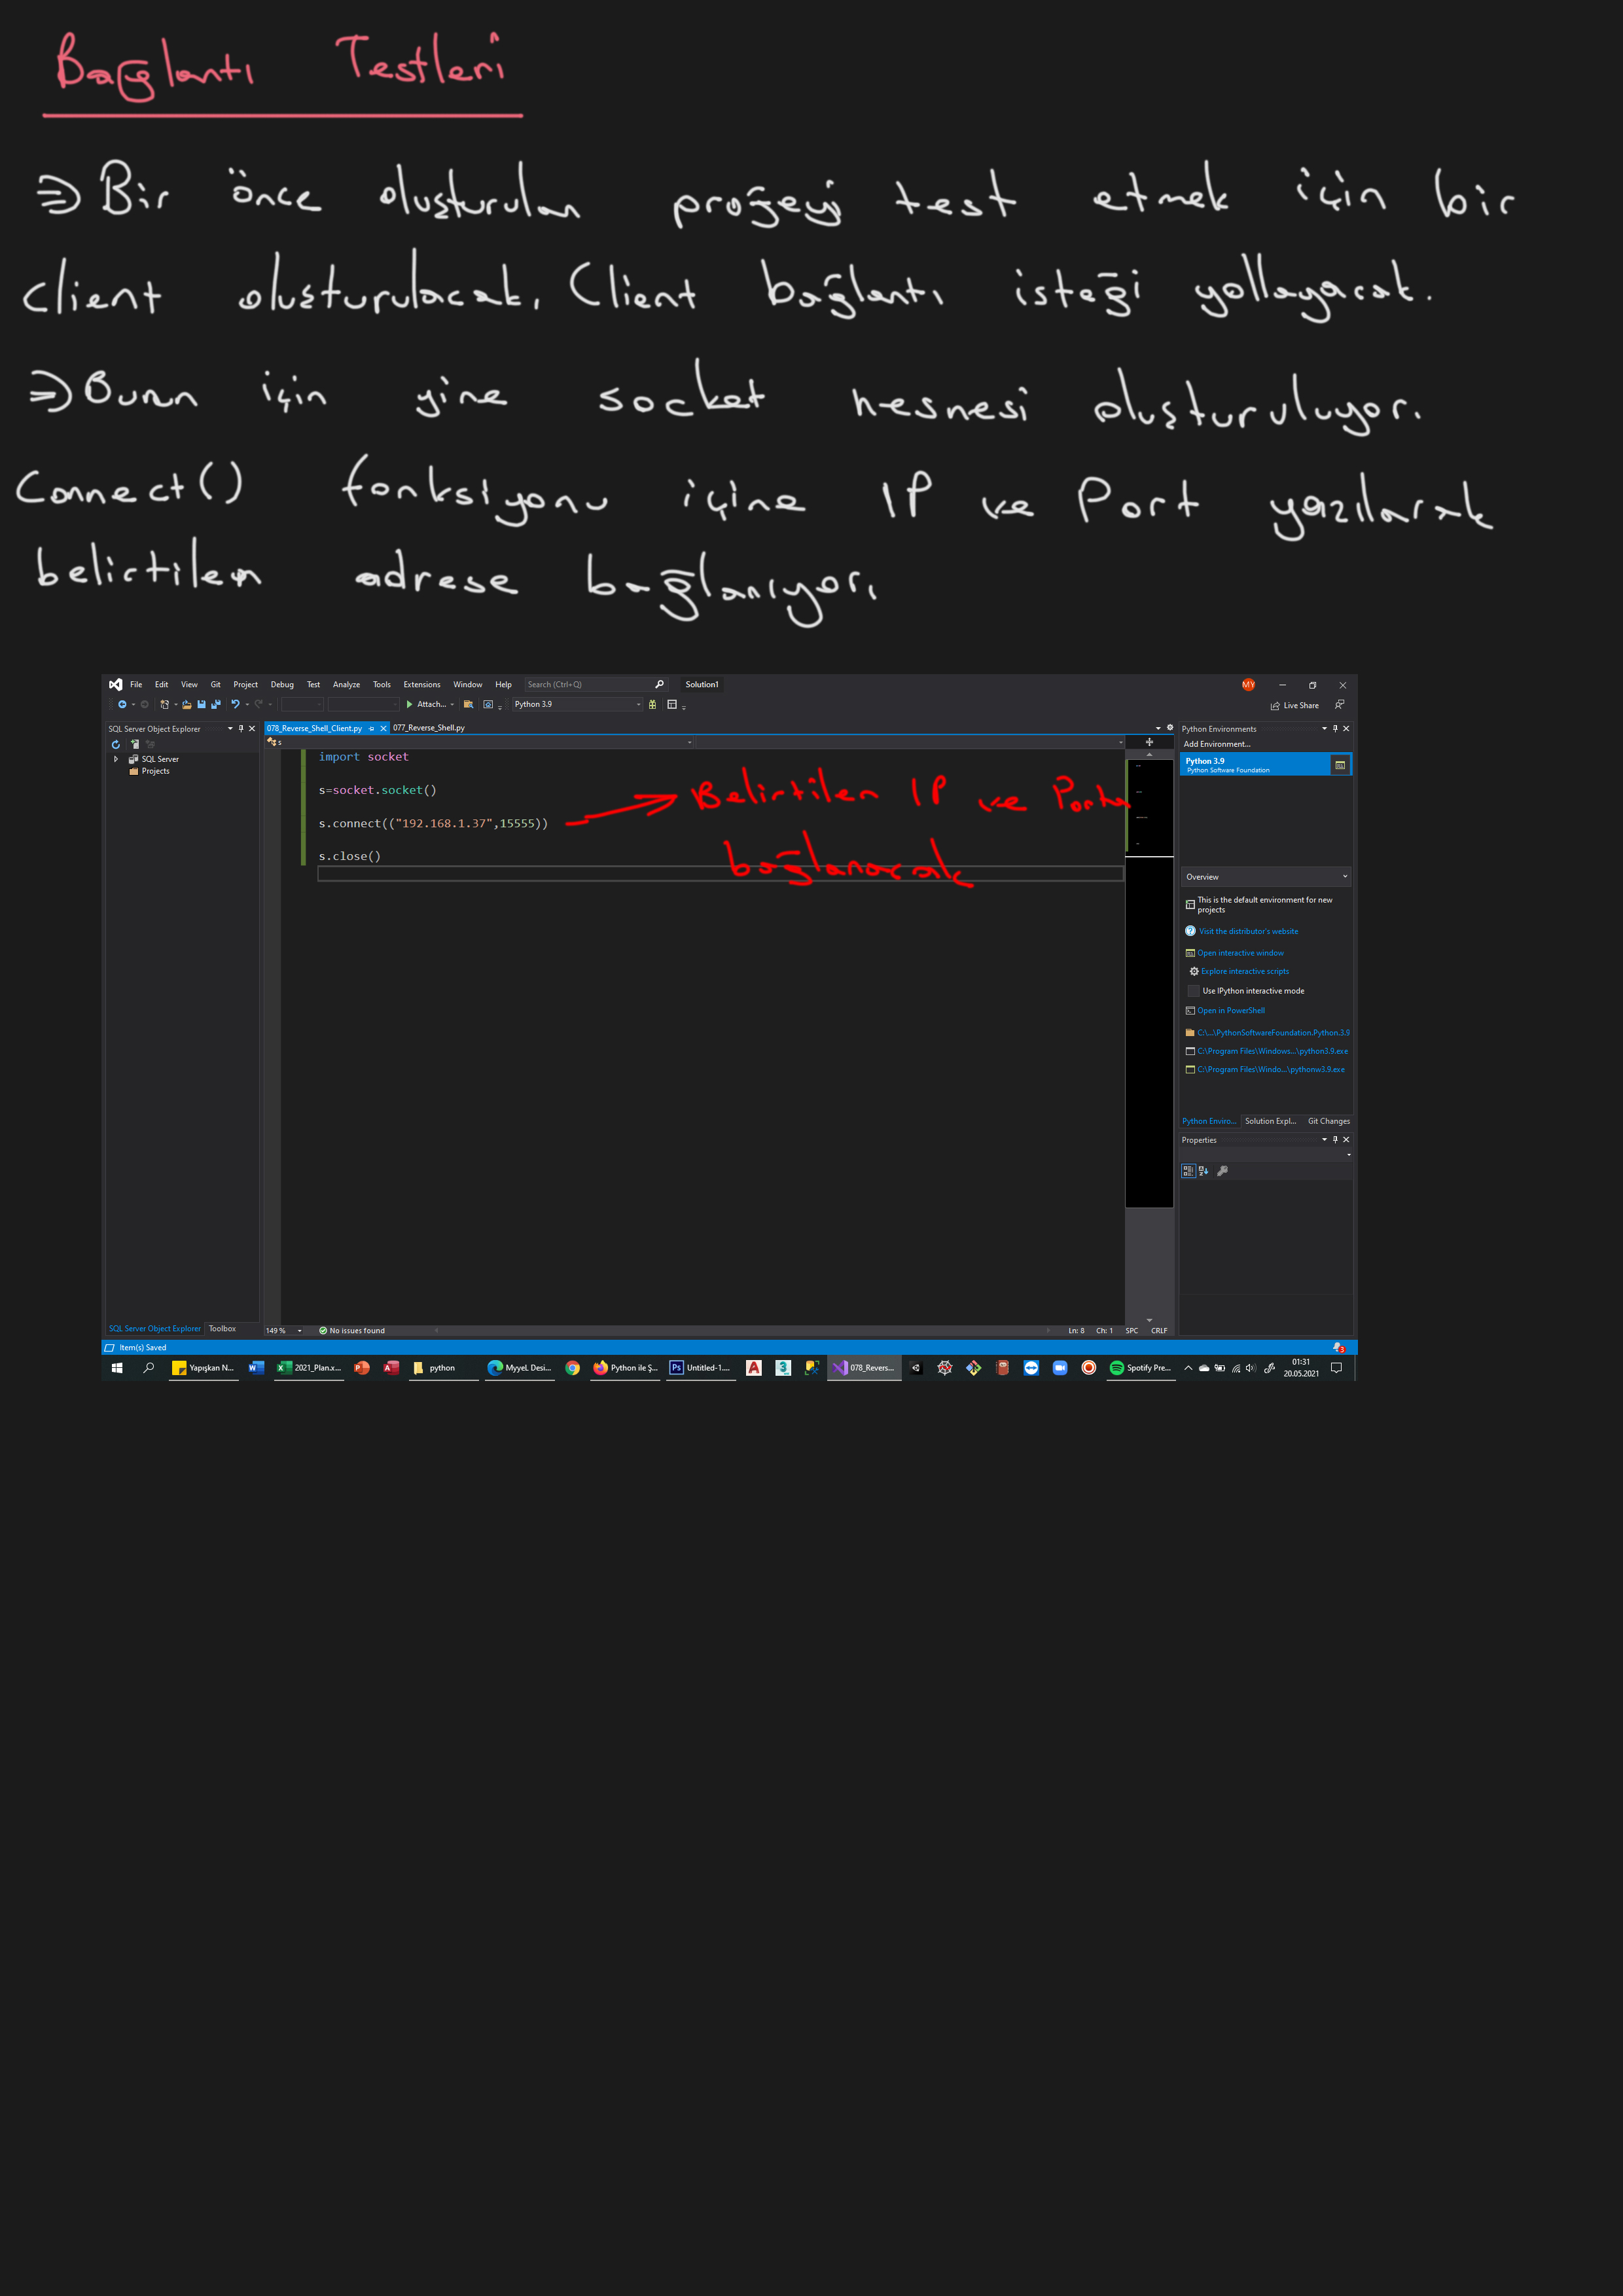 Bağlantı Testleri
⇒ Bir önce oluşturulan projeyi test etmek için bir
client oluşturulacak. Client bağlantı isteği yollayacak.
⇒ Bunun için yine socket nesnesi oluşturuluyor.
Connect() fonksiyonu içine IP ve Port yazılarak
belirtilen adrese bağlanıyor.
File Edit View Git Project Debug Test Analyze Tools Extensions Window Help Search (Ctrl+Q) Solution1 MY
Attach... Python 3.9 Live Share
SQL Server Object Explorer 078_Reverse_Shell_Client.py 077_Reverse_Shell.py Python Environments
s Add Environment...
SQL Server
Projects
Python 3.9
Python Software Foundation
import socket
s=socket.socket()
s.connect(("192.168.1.37",15555))
s.close()
Belirtilen IP ve Porta
bağlanacak
Overview
This is the default environment for new
projects
Visit the distributor's website
Open interactive window
Explore interactive scripts
Use IPython interactive mode
Open in PowerShell
C:\...\PythonSoftwareFoundation.Python.3.9
C:\Program Files\Windows...\python3.9.exe
C:\Program Files\Windo...\pythonw3.9.exe
Python Enviro... Solution Expl... Git Changes
Properties
SQL Server Object Explorer Toolbox 149 % No issues found Ln: 8 Ch: 1 SPC CRLF
Item(s) Saved 3
Yapışkan N... 2021_Plan.x... python MyyeL Desi... Python ile Ş... Untitled-1.... 078_Revers... Spotify Pre... 01:31
20.05.2021